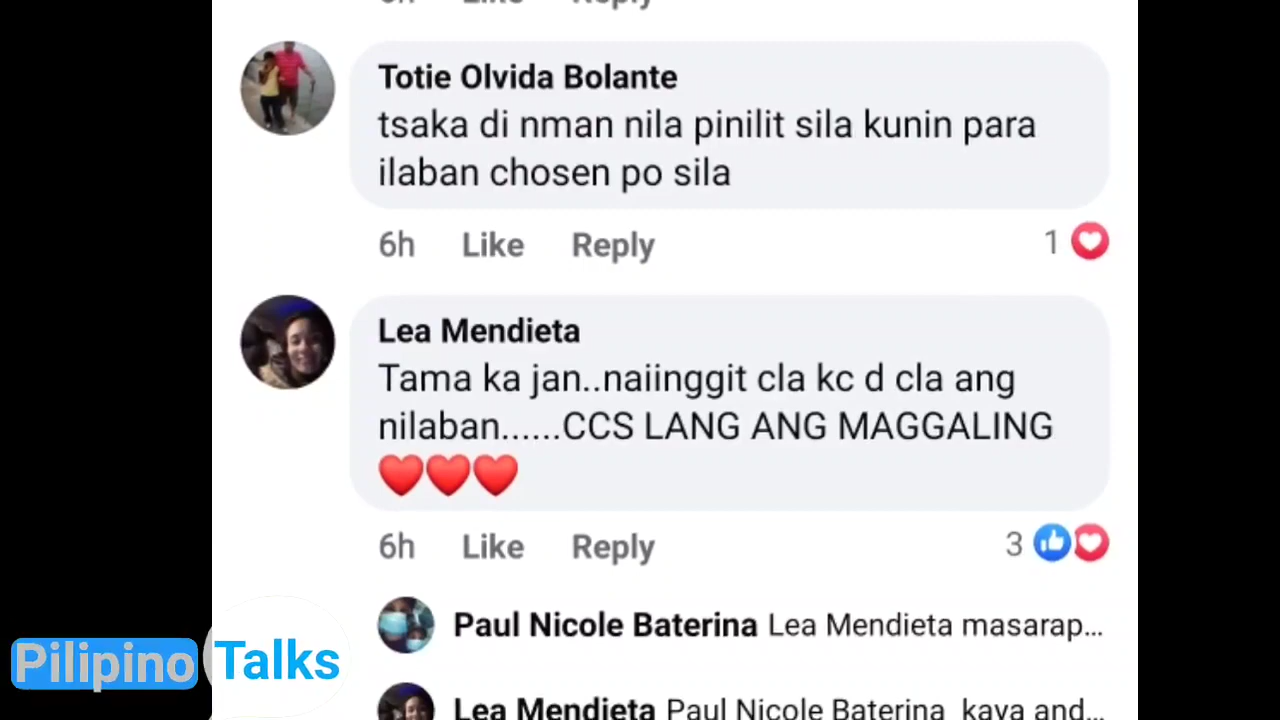 Like Reply
Totie Olvida Bolante
tsaka di nman nila pinilit sila kunin para
ilaban chosen po sila
6h Like Reply 1
Lea Mendieta
Tama ka jan..naiinggit cla kc d cla ang
nilaban......CCS LANG ANG MAGGALING
❤️❤️❤️
6h Like Reply 3
Paul Nicole Baterina Lea Mendieta masarap...
Lea Mendieta Paul Nicole Baterina kaya and...
Pilipino Talks